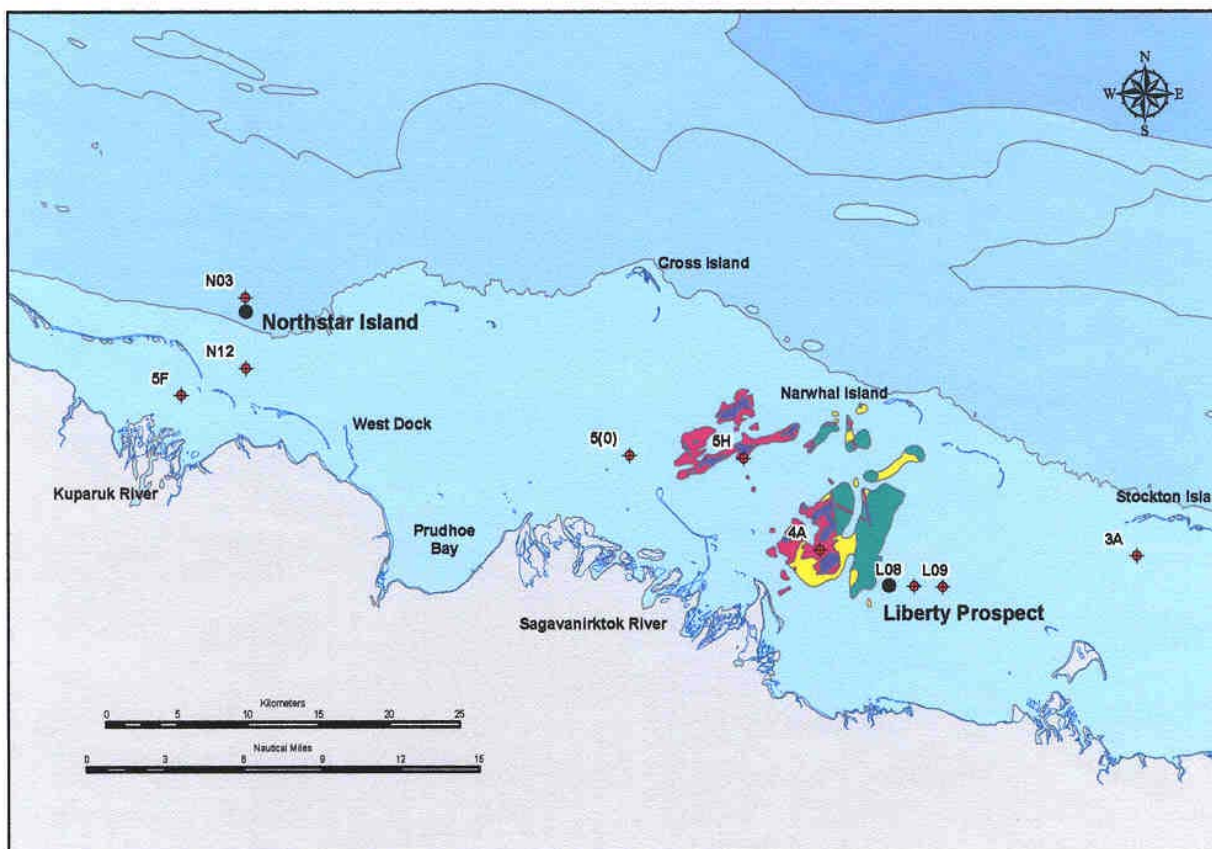 N
W E
S
Cross Island
N03
Northstar Island
N12
5F
Narwhal Island
West Dock
5(0)
5H
Kuparuk River
Stockton Isla
Prudhoe
Bay
4A
3A
L08 L09
Liberty Prospect
Sagavanirktok River
Kilometers
0 5 10 15 20 25
Nautical Miles
0 3 6 9 12 15